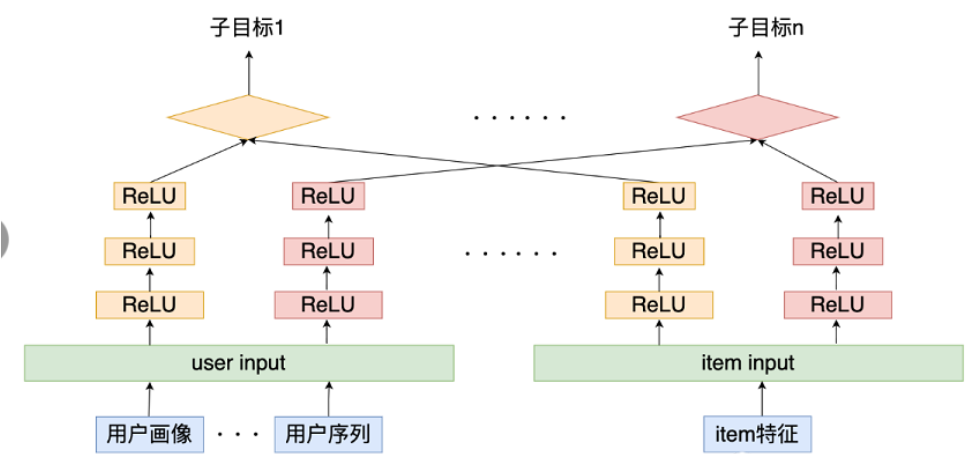 子目标1
子目标n
ReLU
ReLU
ReLU
ReLU
ReLU
ReLU
ReLU
ReLU
ReLU
ReLU
ReLU
ReLU
user input
item input
用户画像
用户序列
item特征